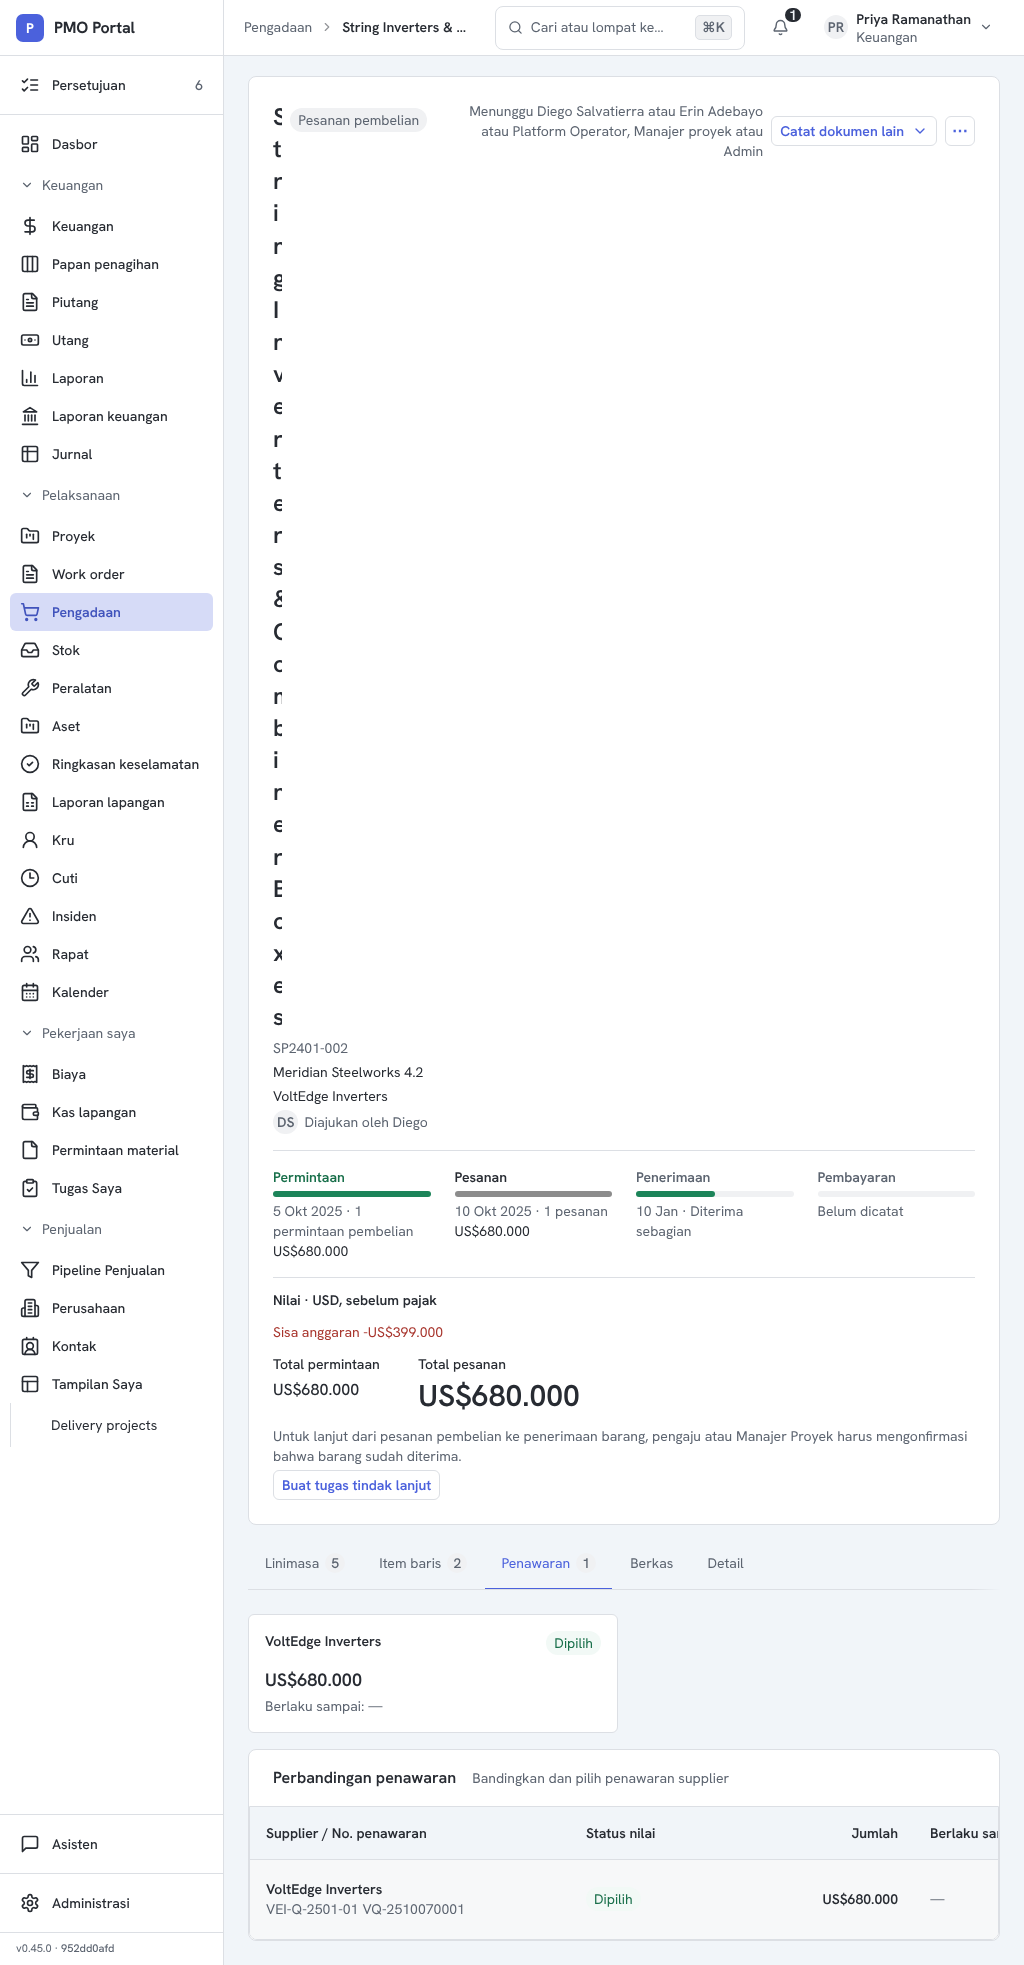 P PMO Portal
Pengadaan > String Inverters & ...
Cari atau lompat ke... ⌘K
1
PR Priya Ramanathan
Keuangan
Persetujuan 6
Dasbor
Keuangan
Keuangan
Papan penagihan
Piutang
Utang
Laporan
Laporan keuangan
Jurnal
Pelaksanaan
Proyek
Work order
Pengadaan
Stok
Peralatan
Aset
Ringkasan keselamatan
Laporan lapangan
Kru
Cuti
Insiden
Rapat
Kalender
Pekerjaan saya
Biaya
Kas lapangan
Permintaan material
Tugas Saya
Penjualan
Pipeline Penjualan
Perusahaan
Kontak
Tampilan Saya
Delivery projects
Asisten
Administrasi
v0.45.0 · 952dd0afd
S
t
r
i
n
g
I
n
v
e
r
t
e
r
s
&
C
o
m
b
i
n
e
r
B
o
x
e
s
Pesanan pembelian
Menunggu Diego Salvatierra atau Erin Adebayo
atau Platform Operator, Manajer proyek atau
Admin
Catat dokumen lain
SP2401-002
Meridian Steelworks 4.2
VoltEdge Inverters
DS Diajukan oleh Diego
Permintaan
5 Okt 2025 · 1
permintaan pembelian
US$680.000
Pesanan
10 Okt 2025 · 1 pesanan
US$680.000
Penerimaan
10 Jan · Diterima
sebagian
Pembayaran
Belum dicatat
Nilai · USD, sebelum pajak
Sisa anggaran -US$399.000
Total permintaan
US$680.000
Total pesanan
US$680.000
Untuk lanjut dari pesanan pembelian ke penerimaan barang, pengaju atau Manajer Proyek harus mengonfirmasi
bahwa barang sudah diterima.
Buat tugas tindak lanjut
Linimasa 5 Item baris 2 Penawaran 1 Berkas Detail
VoltEdge Inverters Dipilih
US$680.000
Berlaku sampai: —
Perbandingan penawaran Bandingkan dan pilih penawaran supplier
Supplier / No. penawaran Status nilai Jumlah Berlaku
VoltEdge Inverters
VEI-Q-2501-01 VQ-2510070001
Dipilih US$680.000 —